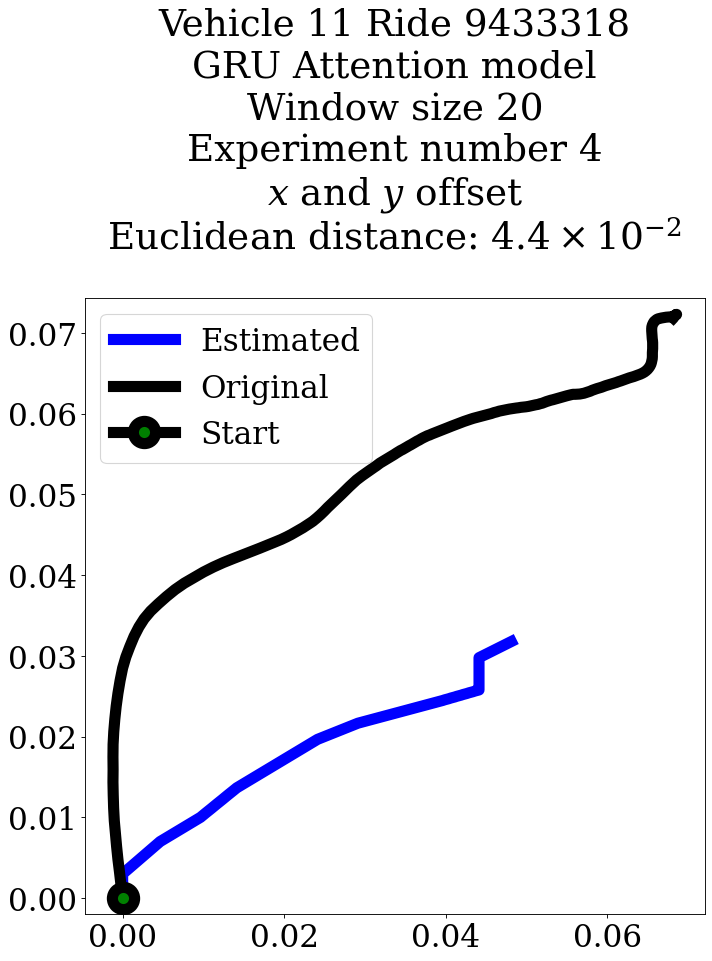 Vehicle 11 Ride 9433318
GRU Attention model
Window size 20
Experiment number 4
x and y offset
Euclidean distance: 4.4 × 10⁻²
Estimated
Original
Start
0.07
0.06
0.05
0.04
0.03
0.02
0.01
0.00
0.00 0.02 0.04 0.06